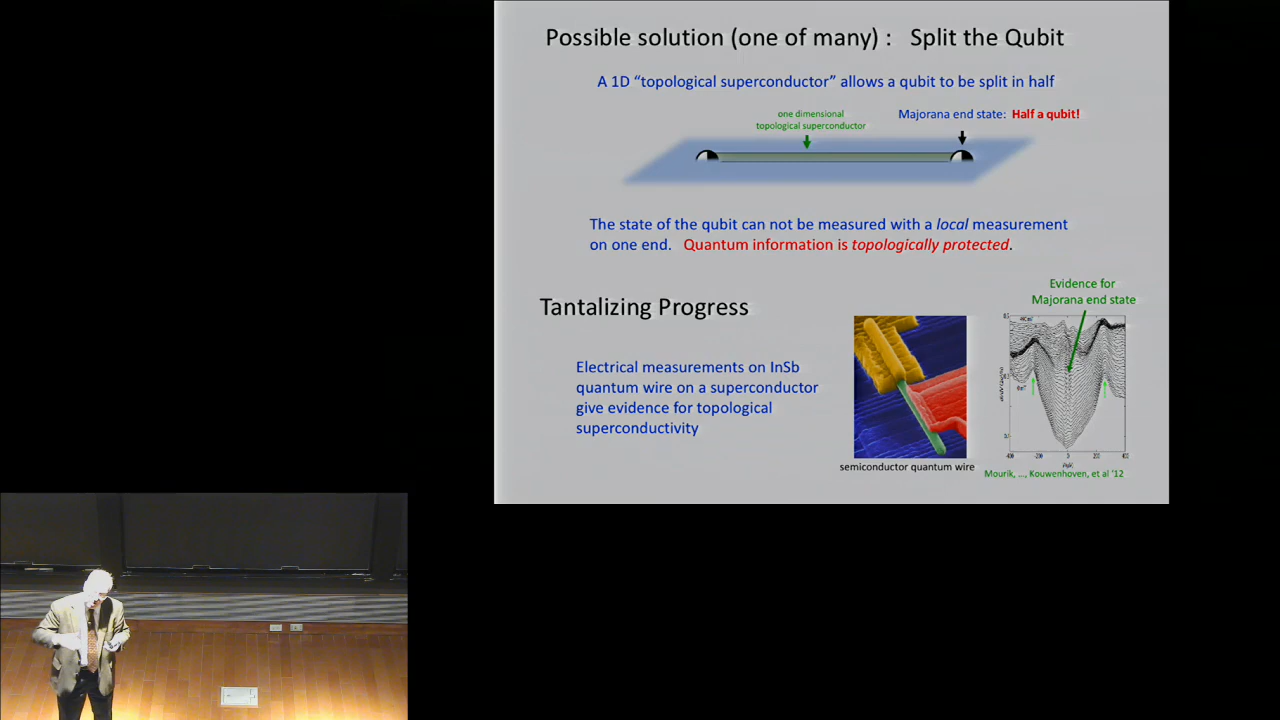 Possible solution (one of many) : Split the Qubit
A 1D “topological superconductor” allows a qubit to be split in half
one dimensional
topological superconductor
Majorana end state: Half a qubit!
The state of the qubit can not be measured with a local measurement
on one end. Quantum information is topologically protected.
Evidence for
Majorana end state
Tantalizing Progress
Electrical measurements on InSb
quantum wire on a superconductor
give evidence for topological
superconductivity
semiconductor quantum wire
Mourik, ..., Kouwenhoven, et al '12